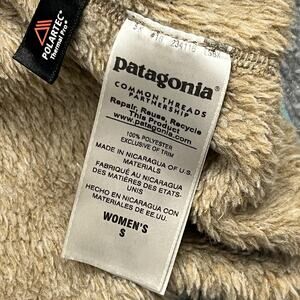 POLARTEC®
Thermal Pro®
patagonia®
COMMON THREADS
PARTNERSHIP
Repair, Reuse, Recycle
This Product
www.patagonia.com
100% POLYESTER
EXCLUSIVE OF TRIM
MADE IN NICARAGUA OF U.S.
MATERIALS
FABRIQUÉ AU NICARAGUA
DES MATIÈRES DES ETATS-
UNIS
HECHO EN NICARAGUA CON
MATERIALES DE EE.UU.
WOMEN'S
S